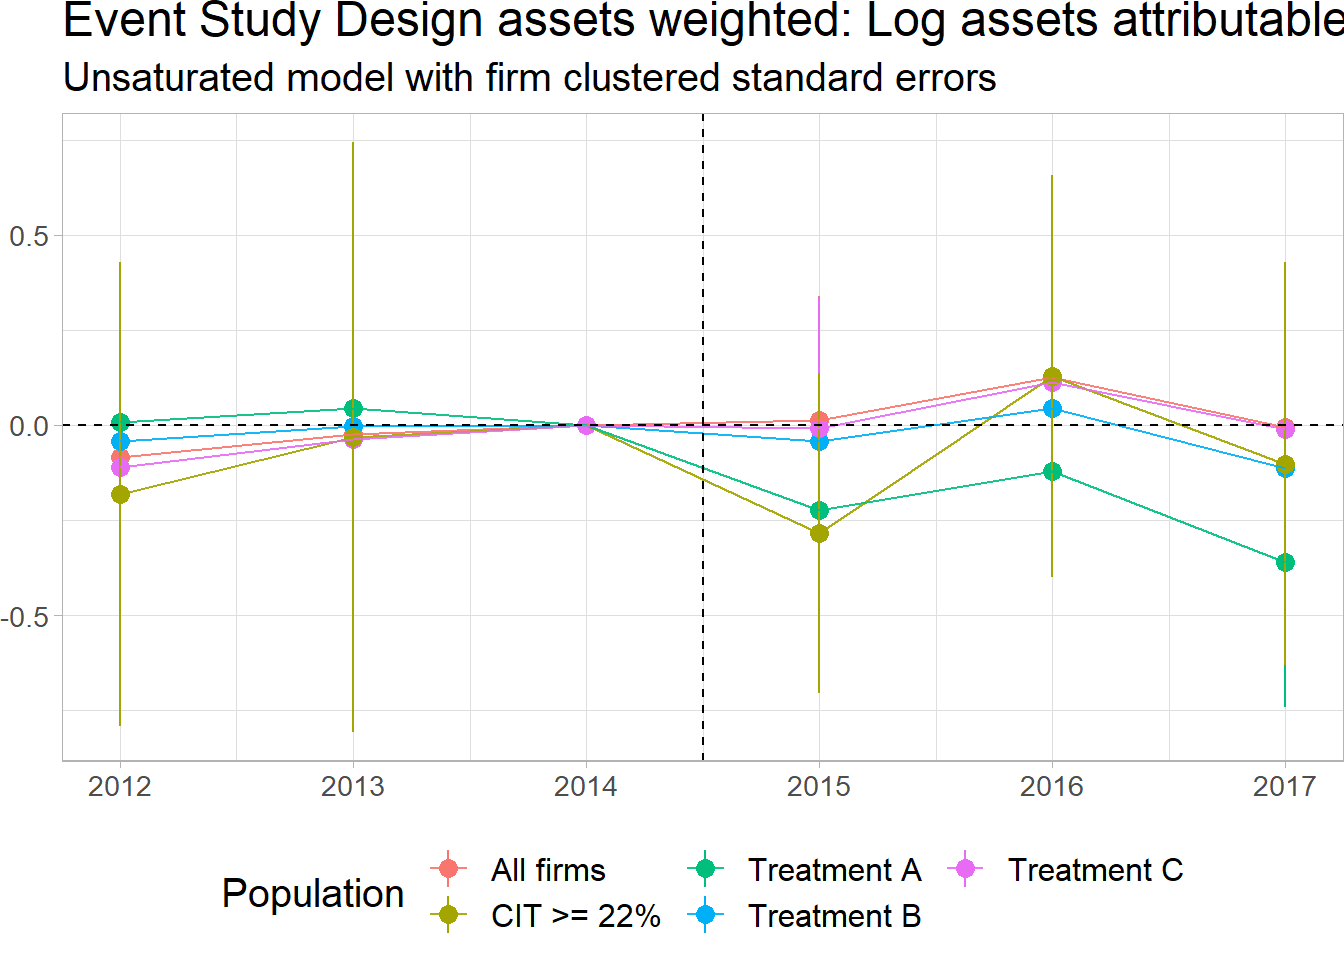 Event Study Design assets weighted: Log assets attributable
Unsaturated model with firm clustered standard errors
0.5
0.0
-0.5
2012 2013 2014 2015 2016 2017
Population
All firms Treatment A Treatment C
CIT >= 22% Treatment B